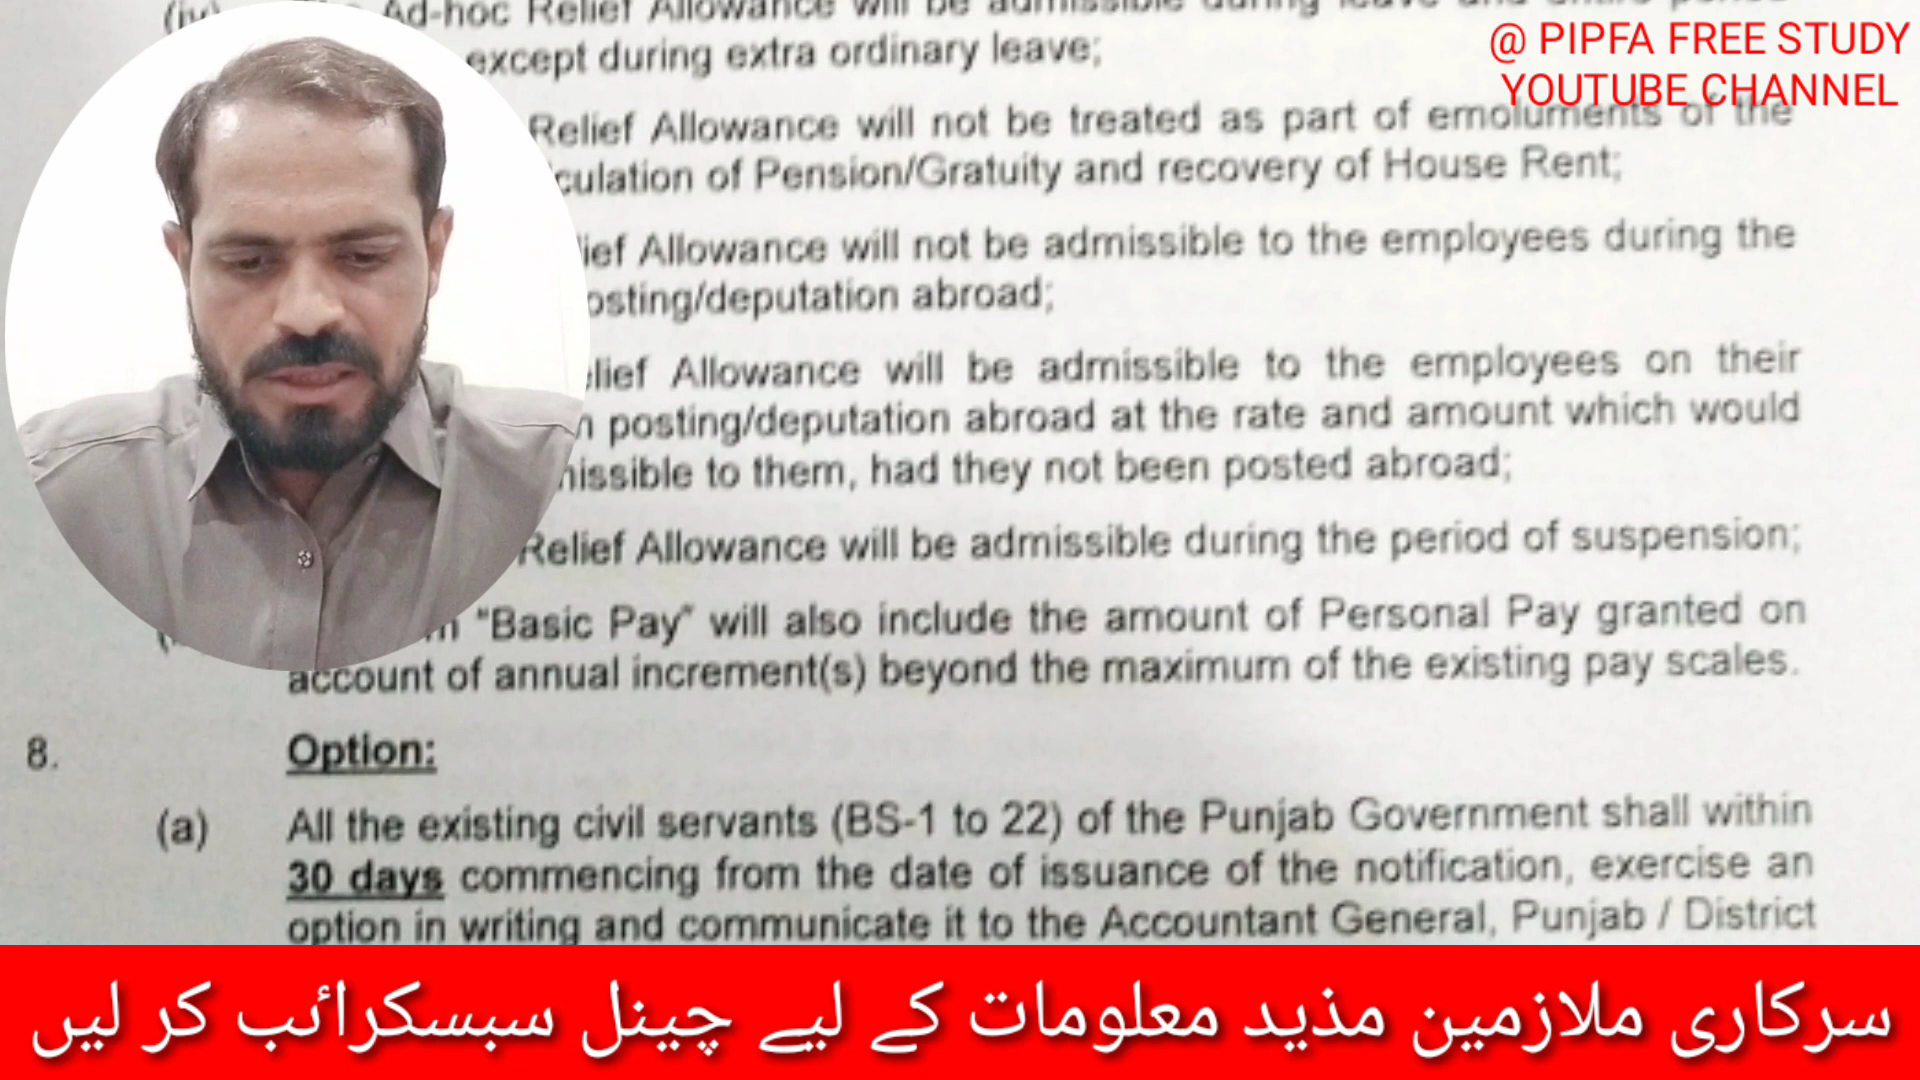 @ PIPFA FREE STUDY
YOUTUBE CHANNEL
(iv) Ad-hoc Relief Allowance will be admissible during leave and entire
except during extra ordinary leave;
Relief Allowance will not be treated as part of emoluments of the
of Pension/Gratuity and recovery of House Rent;
Allowance will not be admissible to the employees during the
abroad;
Allowance will be admissible to the employees on their
posting/deputation abroad at the rate and amount which would
to them, had they not been posted abroad;
Relief Allowance will be admissible during the period of suspension;
"Basic Pay" will also include the amount of Personal Pay granted on
account of annual increment(s) beyond the maximum of the existing pay scales.
8. Option:
(a) All the existing civil servants (BS-1 to 22) of the Punjab Government shall within
30 days commencing from the date of issuance of the notification, exercise an
option in writing and communicate it to the Accountant General, Punjab / District
سرکاری ملازمین مذید معلومات کے لیے چینل سبسکرائب کر لیں